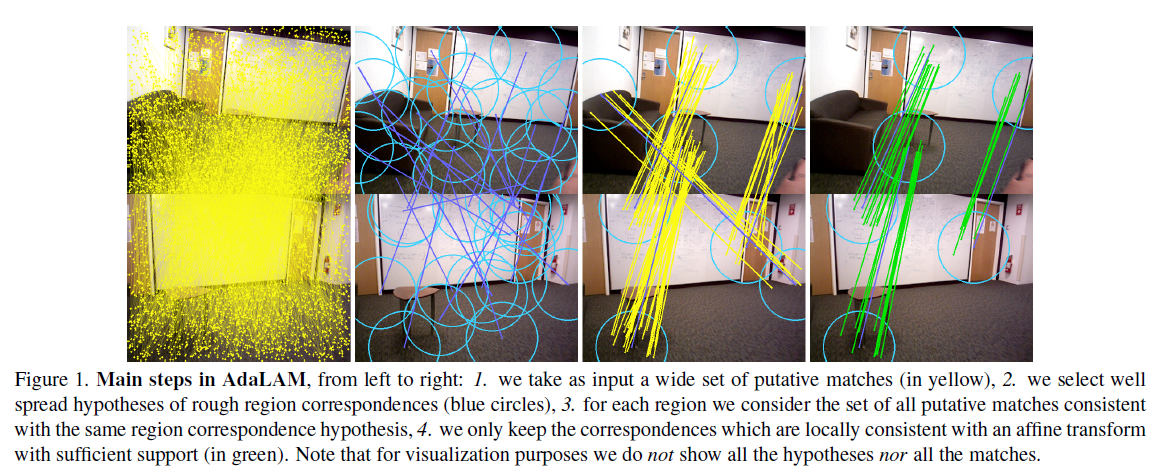 Figure 1. Main steps in AdaLAM, from left to right: 1. we take as input a wide set of putative matches (in yellow), 2. we select well
spread hypotheses of rough region correspondences (blue circles), 3. for each region we consider the set of all putative matches consistent
with the same region correspondence hypothesis, 4. we only keep the correspondences which are locally consistent with an affine transform
with sufficient support (in green). Note that for visualization purposes we do not show all the hypotheses nor all the matches.